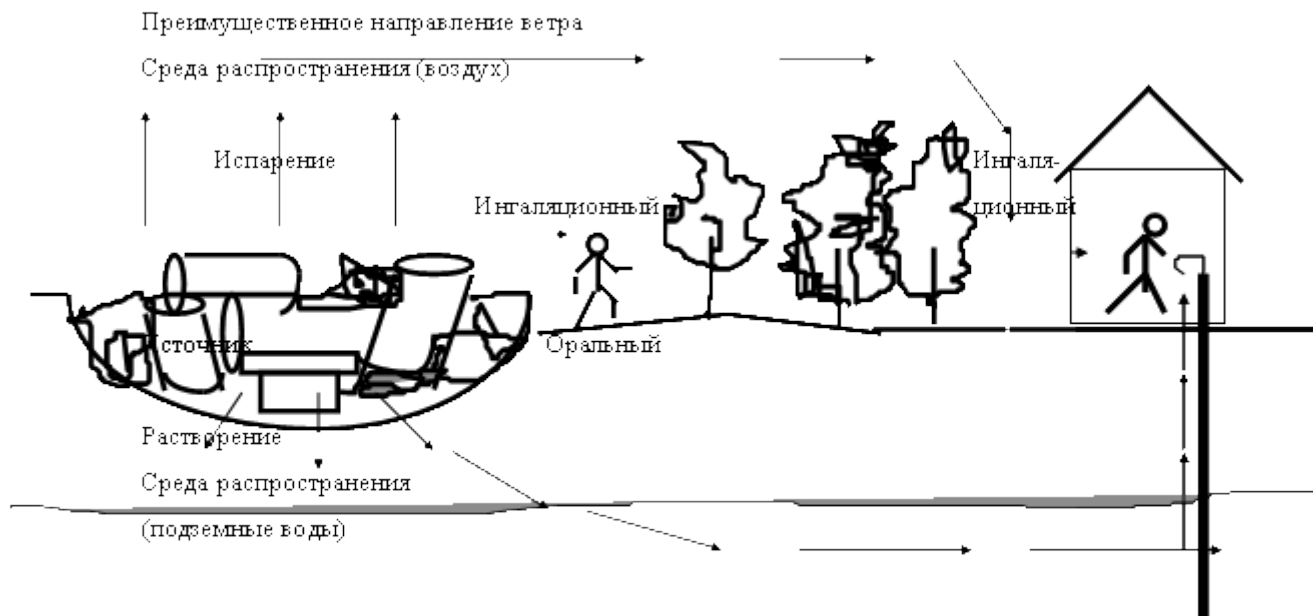 Преимущественное направление ветра
Среда распространения (воздух)
Испарение
Ингаляционный
Ингаля-
ционный
Источник
Оральный
Растворение
Среда распространения
(подземные воды)